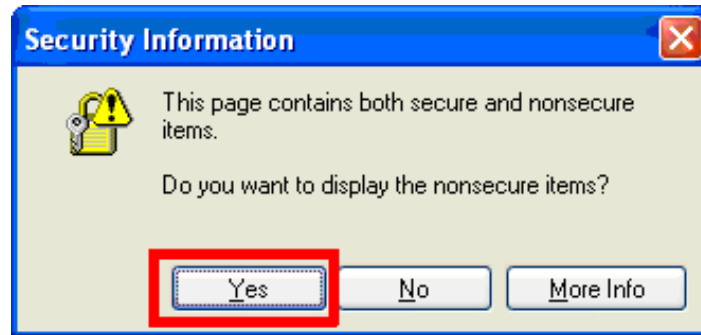 Security Information
This page contains both secure and nonsecure
items.
Do you want to display the nonsecure items?
Yes
No
More Info